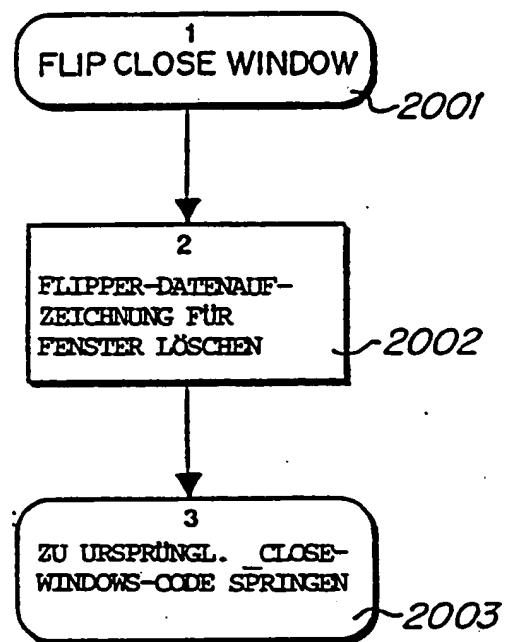 1
FLIP CLOSE WINDOW
2001
2
FLIPPER-DATENAUF-
ZEICHNUNG FÜR
FENSTER LÖSCHEN
2002
3
ZU URSPRÜNGL. _CLOSE-
WINDOWS-CODE SPRINGEN
2003